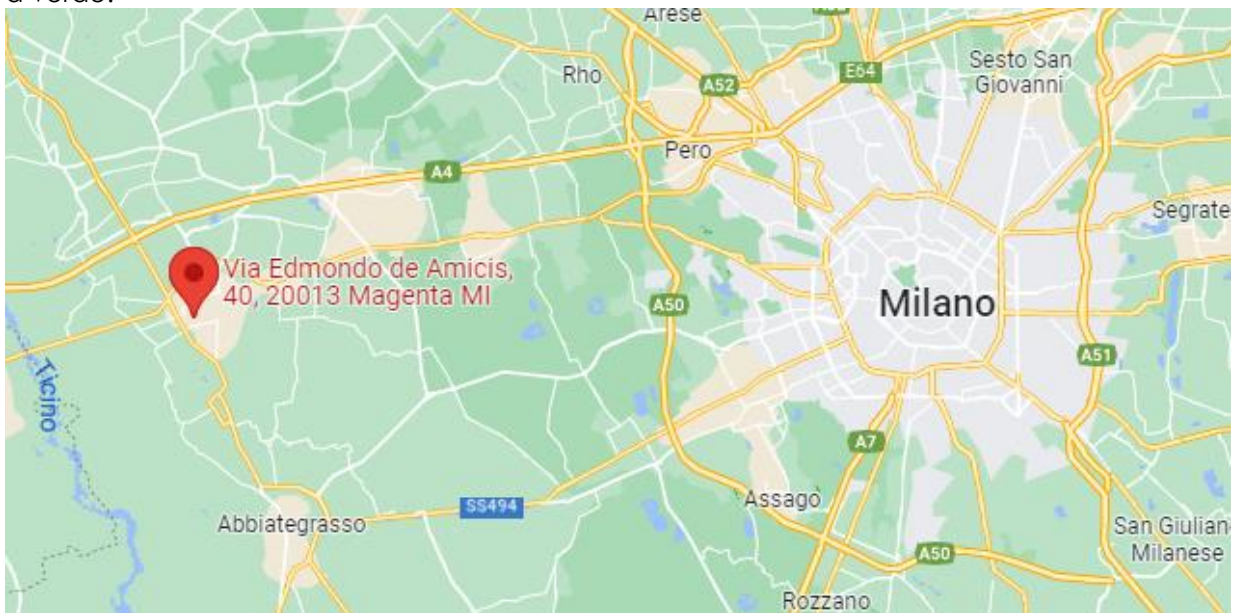 a verde.
Arese
Rho
A52
E64
Sesto San
Giovanni
Pero
A4
Segrate
Via Edmondo de Amicis,
40, 20013 Magenta MI
A50
Milano
A51
Ticino
A7
SS494
Assago
Abbiategrasso
San Giulian
Milanese
A50
Rozzano